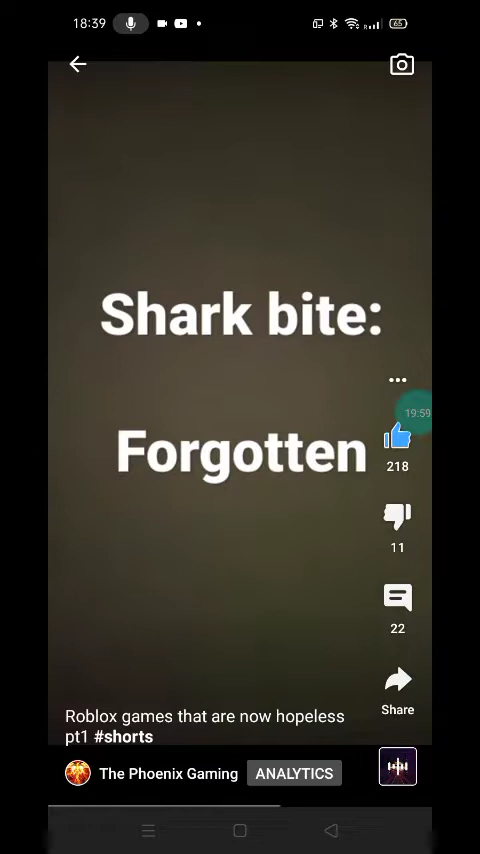 18:39
65
Shark bite:
Forgotten
19:59
218
11
22
Share
Roblox games that are now hopeless
pt1 #shorts
The Phoenix Gaming ANALYTICS